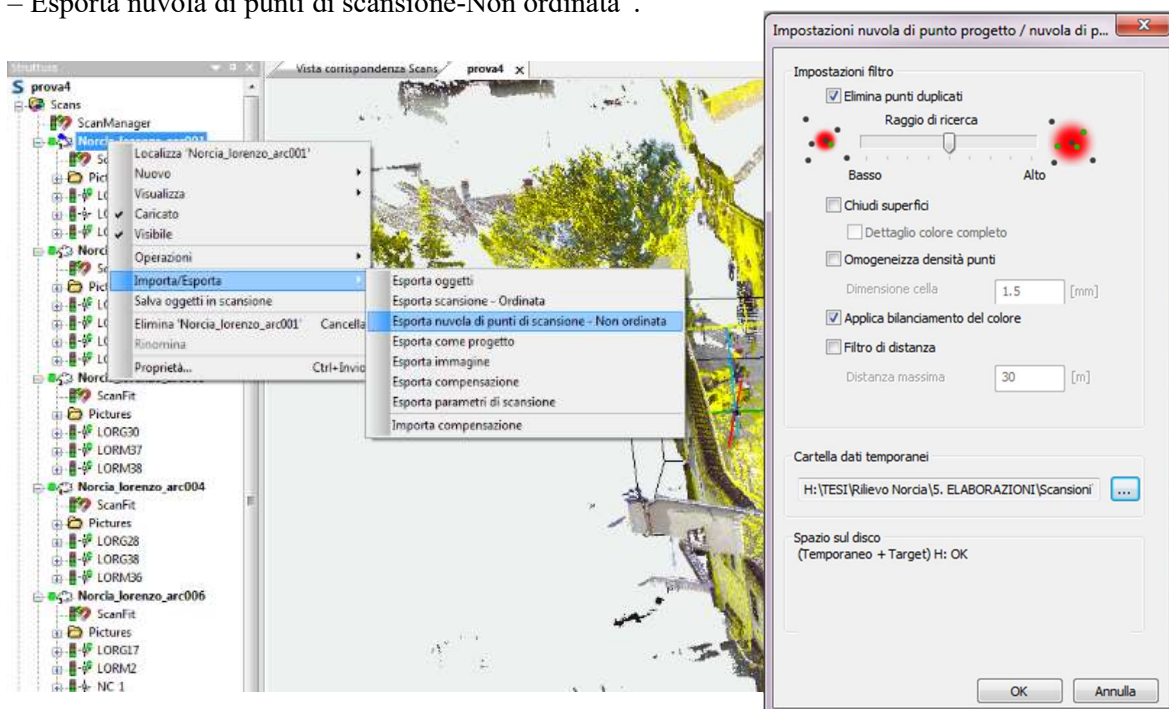 – Esporta nuvola di punti di scansione-Non ordinata".
Struttura
prova4
Scans
ScanManager
Norcia_lorenzo_arc001
Pict
Norci
Pict
Norci
ScanFit
Pictures
LORG30
LORM37
LORM38
Norcia_lorenzo_arc004
ScanFit
Pictures
LORG28
LORG38
LORM36
Norcia_lorenzo_arc006
ScanFit
Pictures
LORG17
LORM2
NC 1
Vista corrispondenza Scans
prova4 x
Localizza 'Norcia_lorenzo_arc001'
Nuovo
Visualizza
Caricato
Visibile
Operazioni
Importa/Esporta
Salva oggetti in scansione
Elimina 'Norcia_lorenzo_arc001' Cancella
Rinomina
Proprietà... Ctrl+Invio
Esporta oggetti
Esporta scansione - Ordinata
Esporta nuvola di punti di scansione - Non ordinata
Esporta come progetto
Esporta immagine
Esporta compensazione
Esporta parametri di scansione
Importa compensazione
Impostazioni nuvola di punto progetto / nuvola di p...
Impostazioni filtro
Elimina punti duplicati
Raggio di ricerca
Basso Alto
Chiudi superfici
Dettaglio colore completo
Omogeneizza densità punti
Dimensione cella 1.5 [mm]
Applica bilanciamento del colore
Filtro di distanza
Distanza massima 30 [m]
Cartella dati temporanei
H:\TESI\Rilievo Norcia\5. ELABORAZIONI\Scansioni ...
Spazio sul disco
(Temporaneo + Target) H: OK
OK Annulla